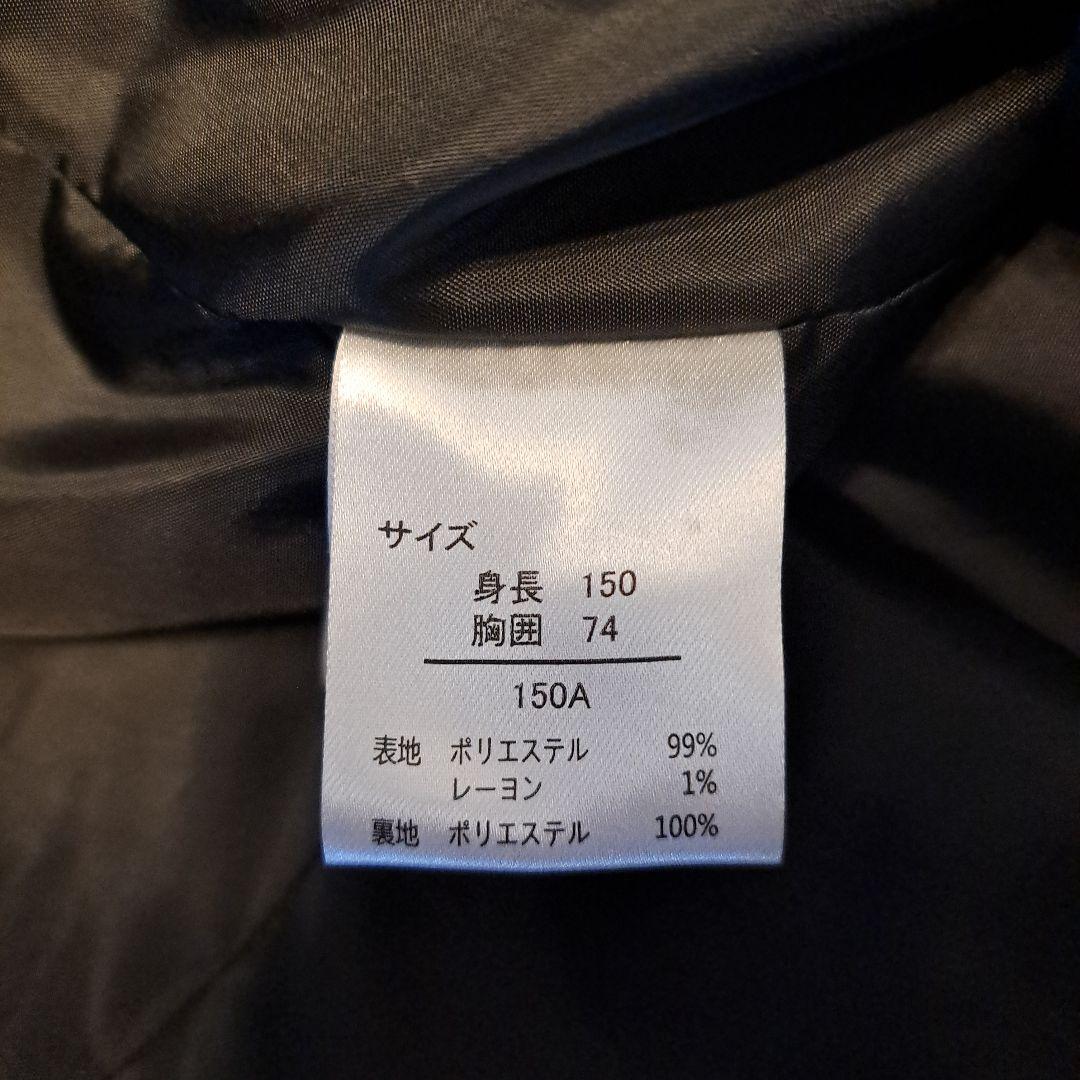 サイズ
身長 150
胸囲 74
150A
表地 ポリエステル 99%
レーヨン 1%
裏地 ポリエステル 100%